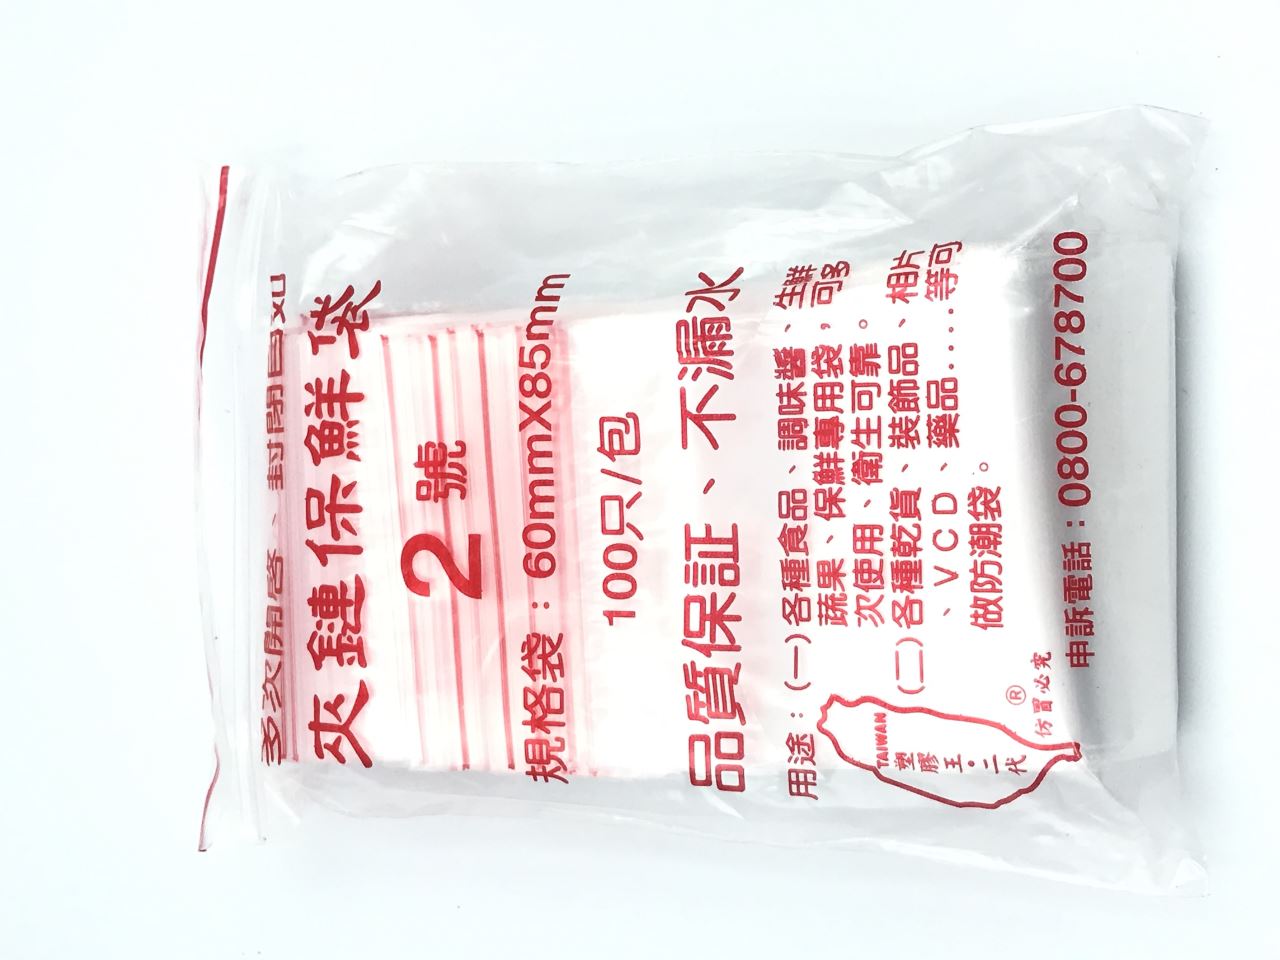 多次開啓、封閉自如
夾鏈保鮮袋
2號
規格袋：60mmX85mm
100只/包
品質保証、不漏水
用途：(一)各種食品、調味醬、生鮮
蔬果、保鮮專用袋，可多
次使用、衛生可靠。
(二)各種乾貨、裝飾品、相片
、VCD、藥品......等可
做防潮袋。
TAIWAN
塑膠王·二代
®
仿冒必究
申訴電話：0800-678700